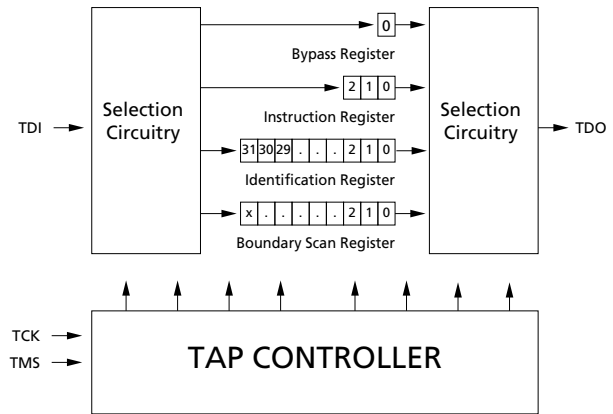 0
Bypass Register
2 1 0
Selection
Circuitry
Instruction Register
Selection
Circuitry
TDI
TDO
31 30 29 . . . 2 1 0
Identification Register
x . . . . . 2 1 0
Boundary Scan Register
TCK
TMS
TAP CONTROLLER